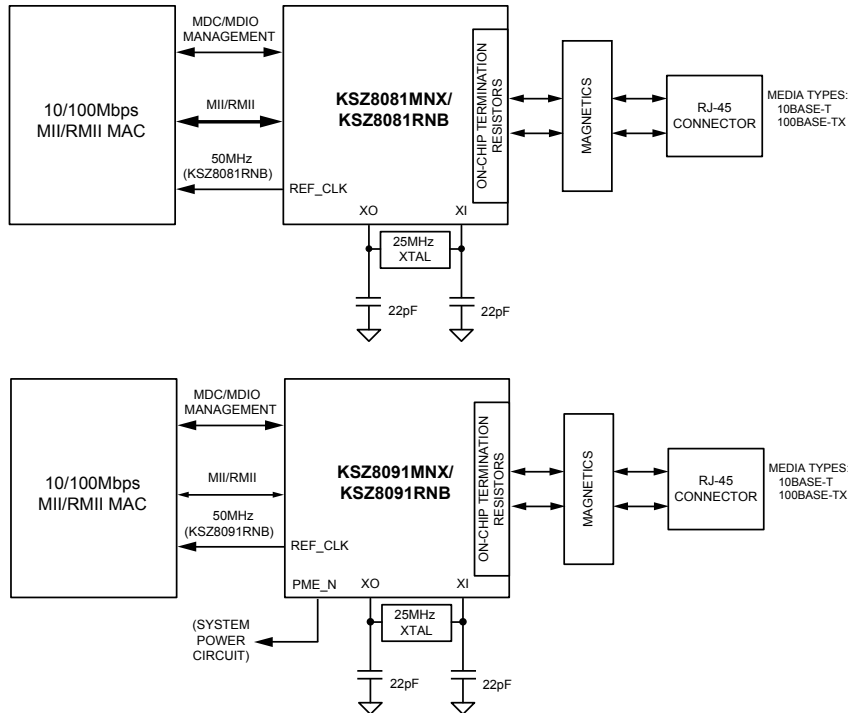 MDC/MDIO
MANAGEMENT
10/100Mbps
MII/RMII MAC
MII/RMII
50MHz
(KSZ8081RNB)
REF_CLK
KSZ8081MNX/
KSZ8081RNB
XO
XI
ON-CHIP TERMINATION
RESISTORS
MAGNETICS
RJ-45
CONNECTOR
MEDIA TYPES:
10BASE-T
100BASE-TX
25MHz
XTAL
22pF
22pF
MDC/MDIO
MANAGEMENT
10/100Mbps
MII/RMII MAC
MII/RMII
50MHz
(KSZ8091RNB)
REF_CLK
KSZ8091MNX/
KSZ8091RNB
PME_N
XO
XI
ON-CHIP TERMINATION
RESISTORS
MAGNETICS
RJ-45
CONNECTOR
MEDIA TYPES:
10BASE-T
100BASE-TX
25MHz
XTAL
(SYSTEM
POWER
CIRCUIT)
22pF
22pF